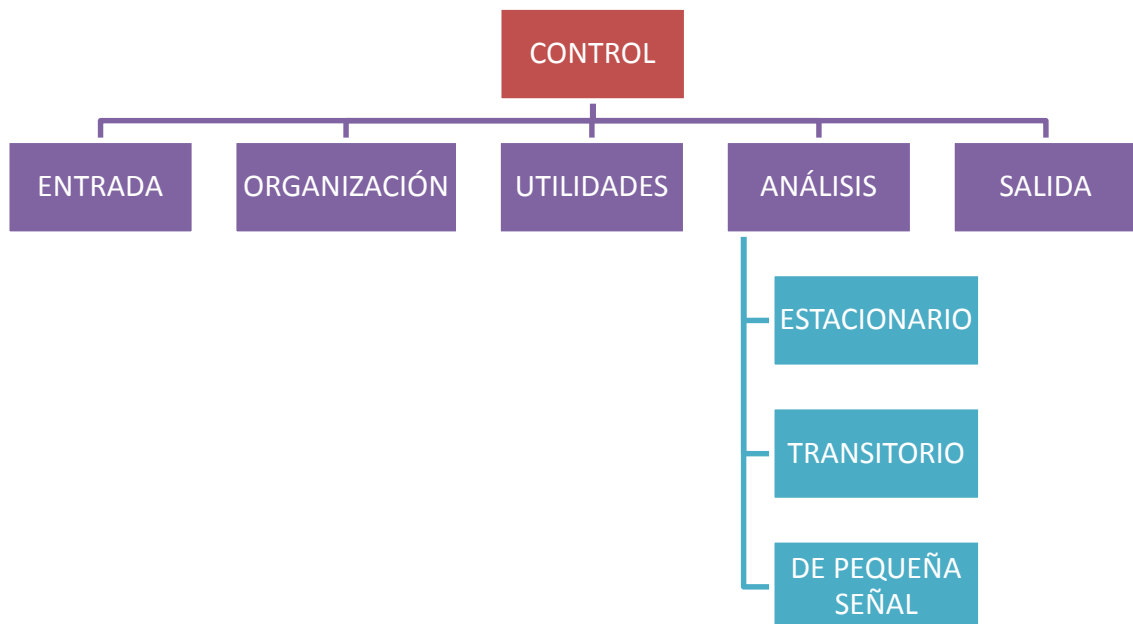 CONTROL
ENTRADA
ORGANIZACIÓN
UTILIDADES
ANÁLISIS
SALIDA
ESTACIONARIO
TRANSITORIO
DE PEQUEÑA
SEÑAL